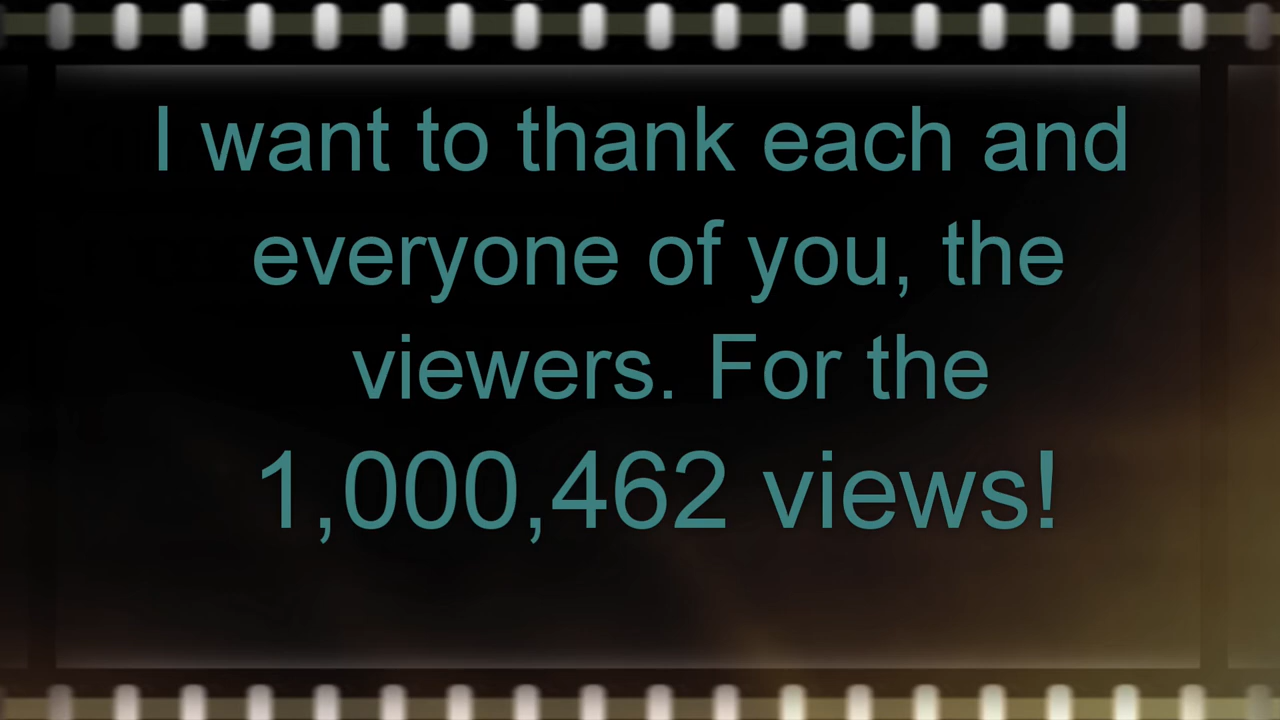 I want to thank each and
everyone of you, the
viewers. For the
1,000,462 views!